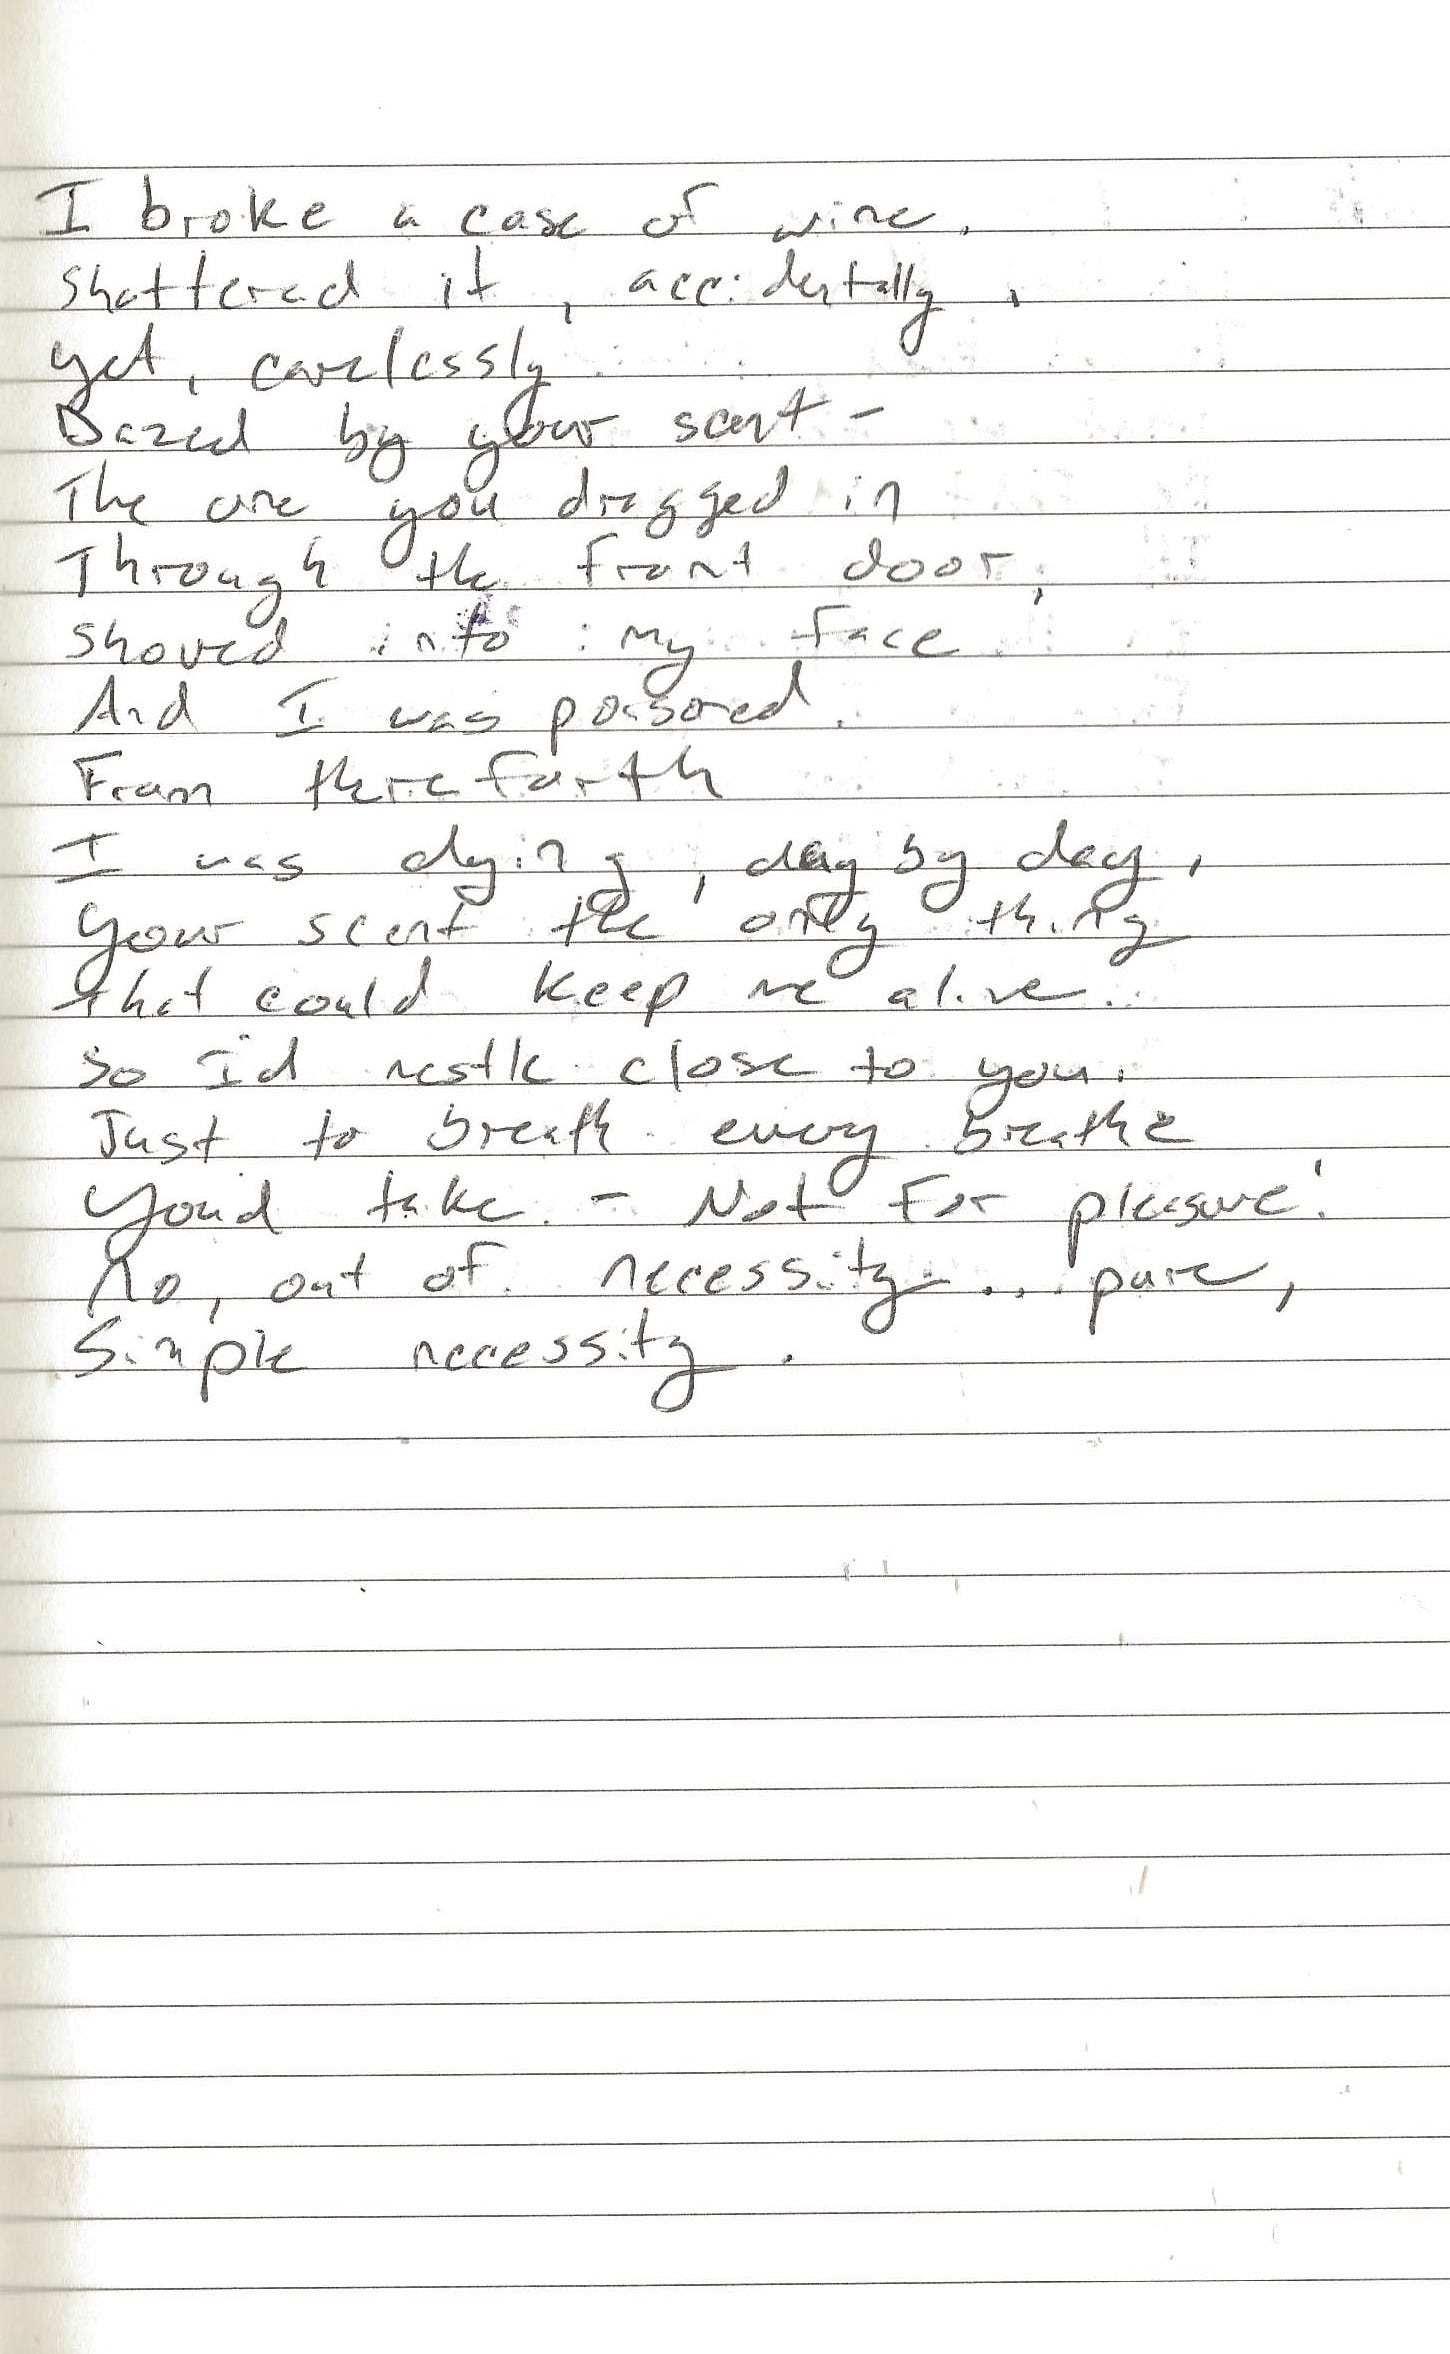 I broke a case of wine,
shattered it, accidentally,
yet, carelessly
Dazed by your scent -
The one you dragged in
Through the front door,
shoved into my face
And I was poisoned.
From thereforth
I was dying, day by day,
Your scent the only thing
that could keep me alive..
So I'd nestle close to you.
Just to breath every breathe
You'd take - Not for pleasure!
No, out of necessity... pure,
Simple necessity.